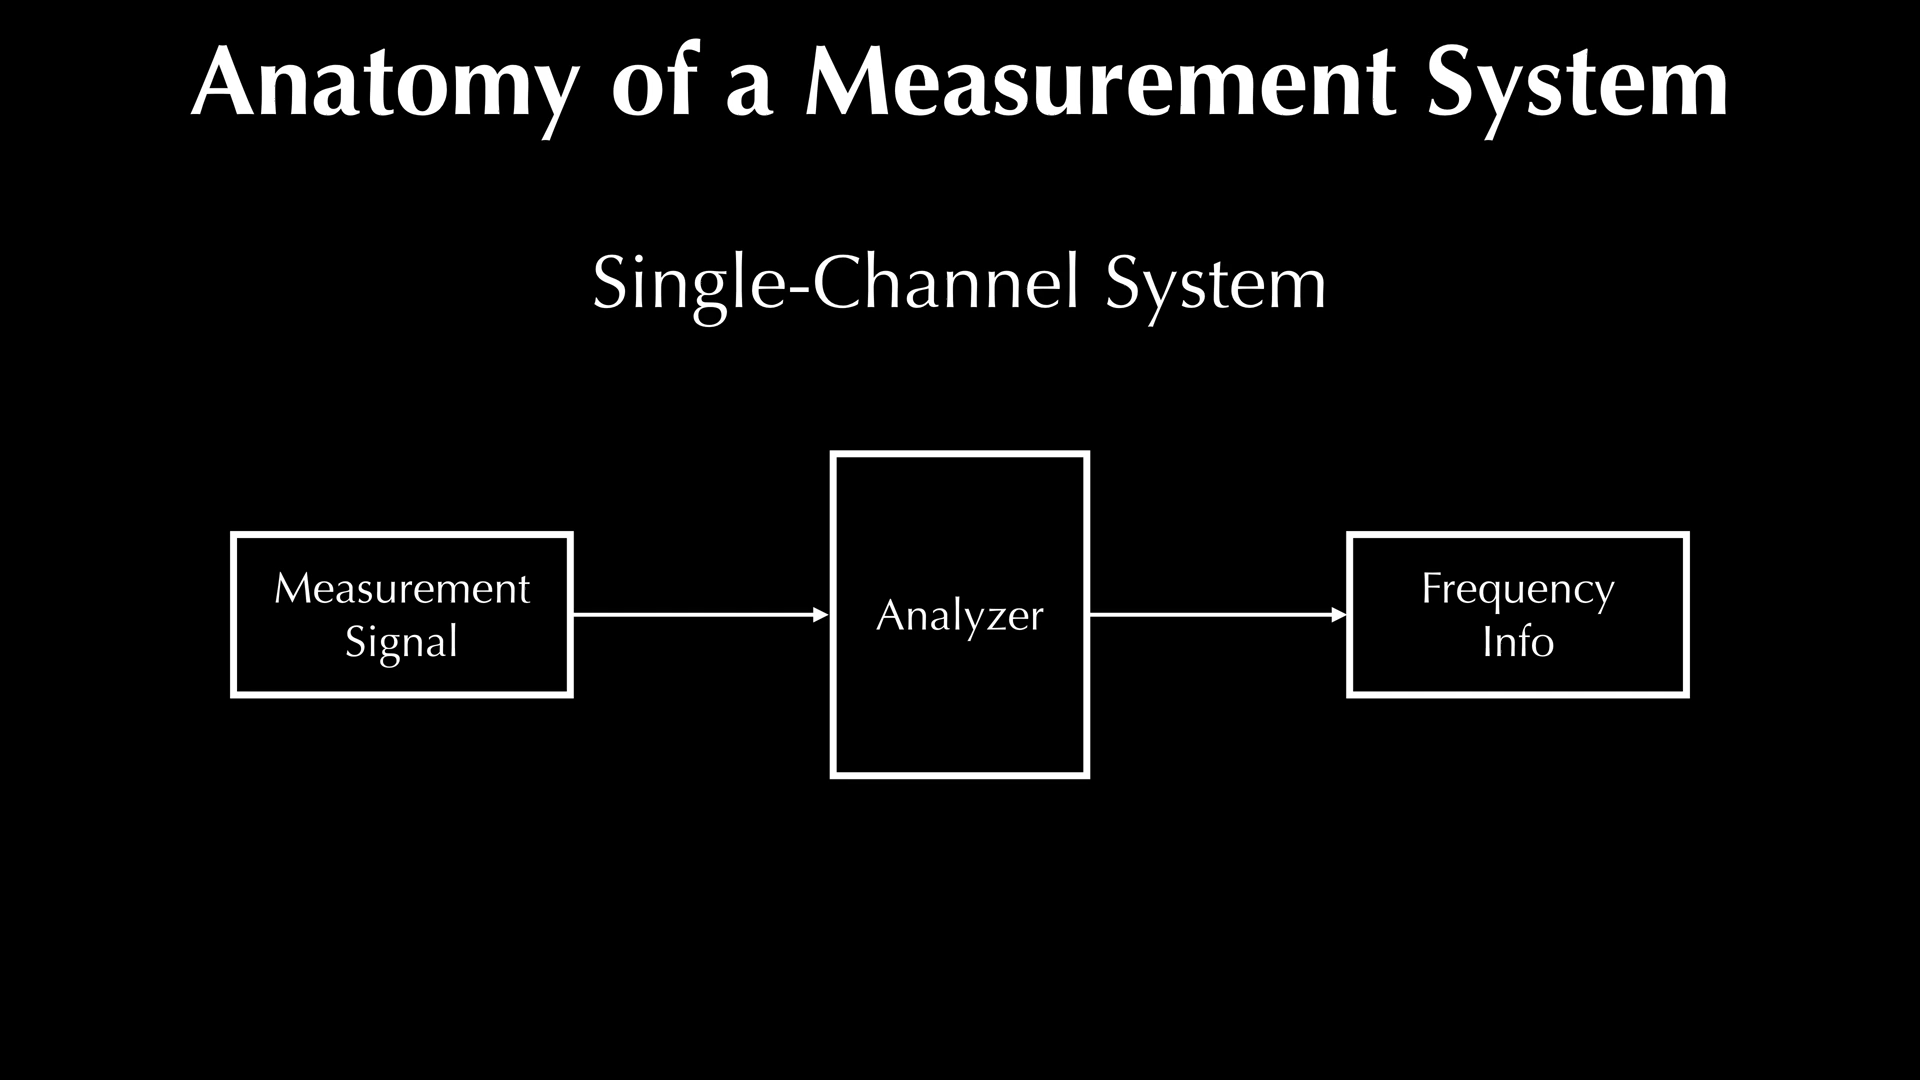 Anatomy of a Measurement System
Single-Channel System
Measurement
Signal
Analyzer
Frequency
Info